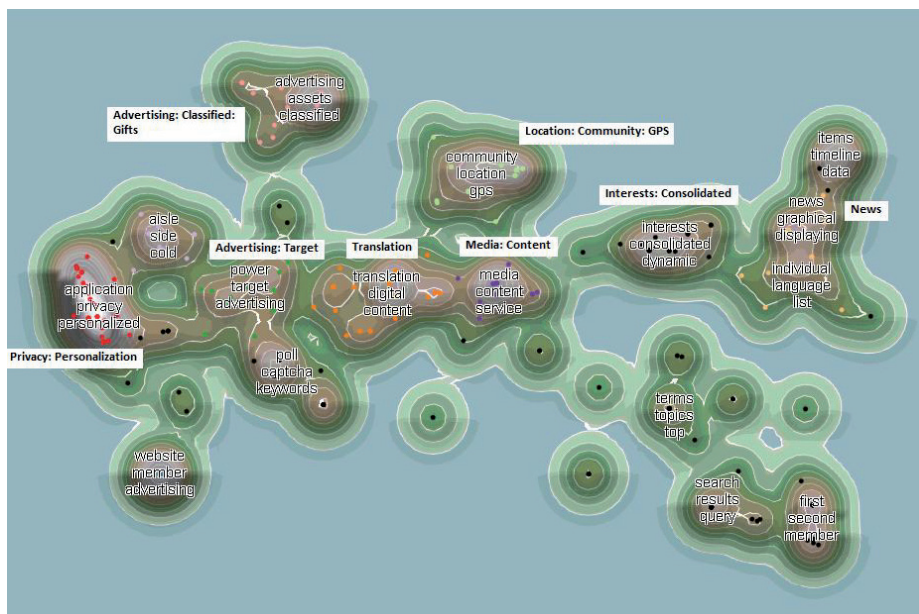 advertising
assets
classified
Advertising: Classified:
Gifts
Location: Community: GPS
community
location
gps
items
timeline
data
Interests: Consolidated
News
news
graphical
displaying
interests
consolidated
dynamic
individual
language
list
aisle
side
cold
Advertising: Target
Translation
Media: Content
power
target
advertising
translation
digital
content
media
content
service
application
privacy
personalized
Privacy: Personalization
poll
captcha
keywords
terms
topics
top
website
member
advertising
search
results
query
first
second
member